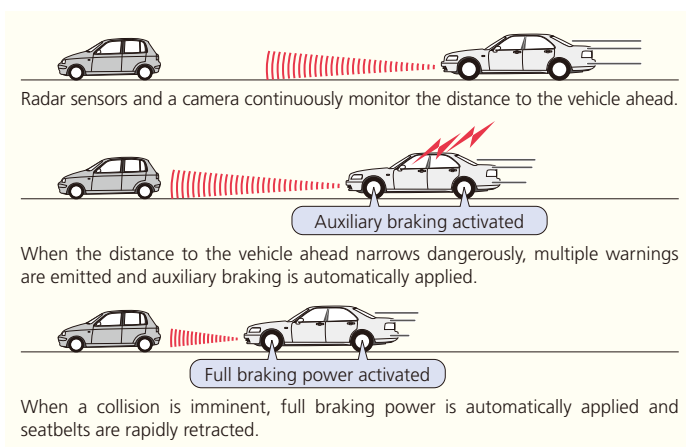 Radar sensors and a camera continuously monitor the distance to the vehicle ahead.
Auxiliary braking activated
When the distance to the vehicle ahead narrows dangerously, multiple warnings
are emitted and auxiliary braking is automatically applied.
Full braking power activated
When a collision is imminent, full braking power is automatically applied and
seatbelts are rapidly retracted.